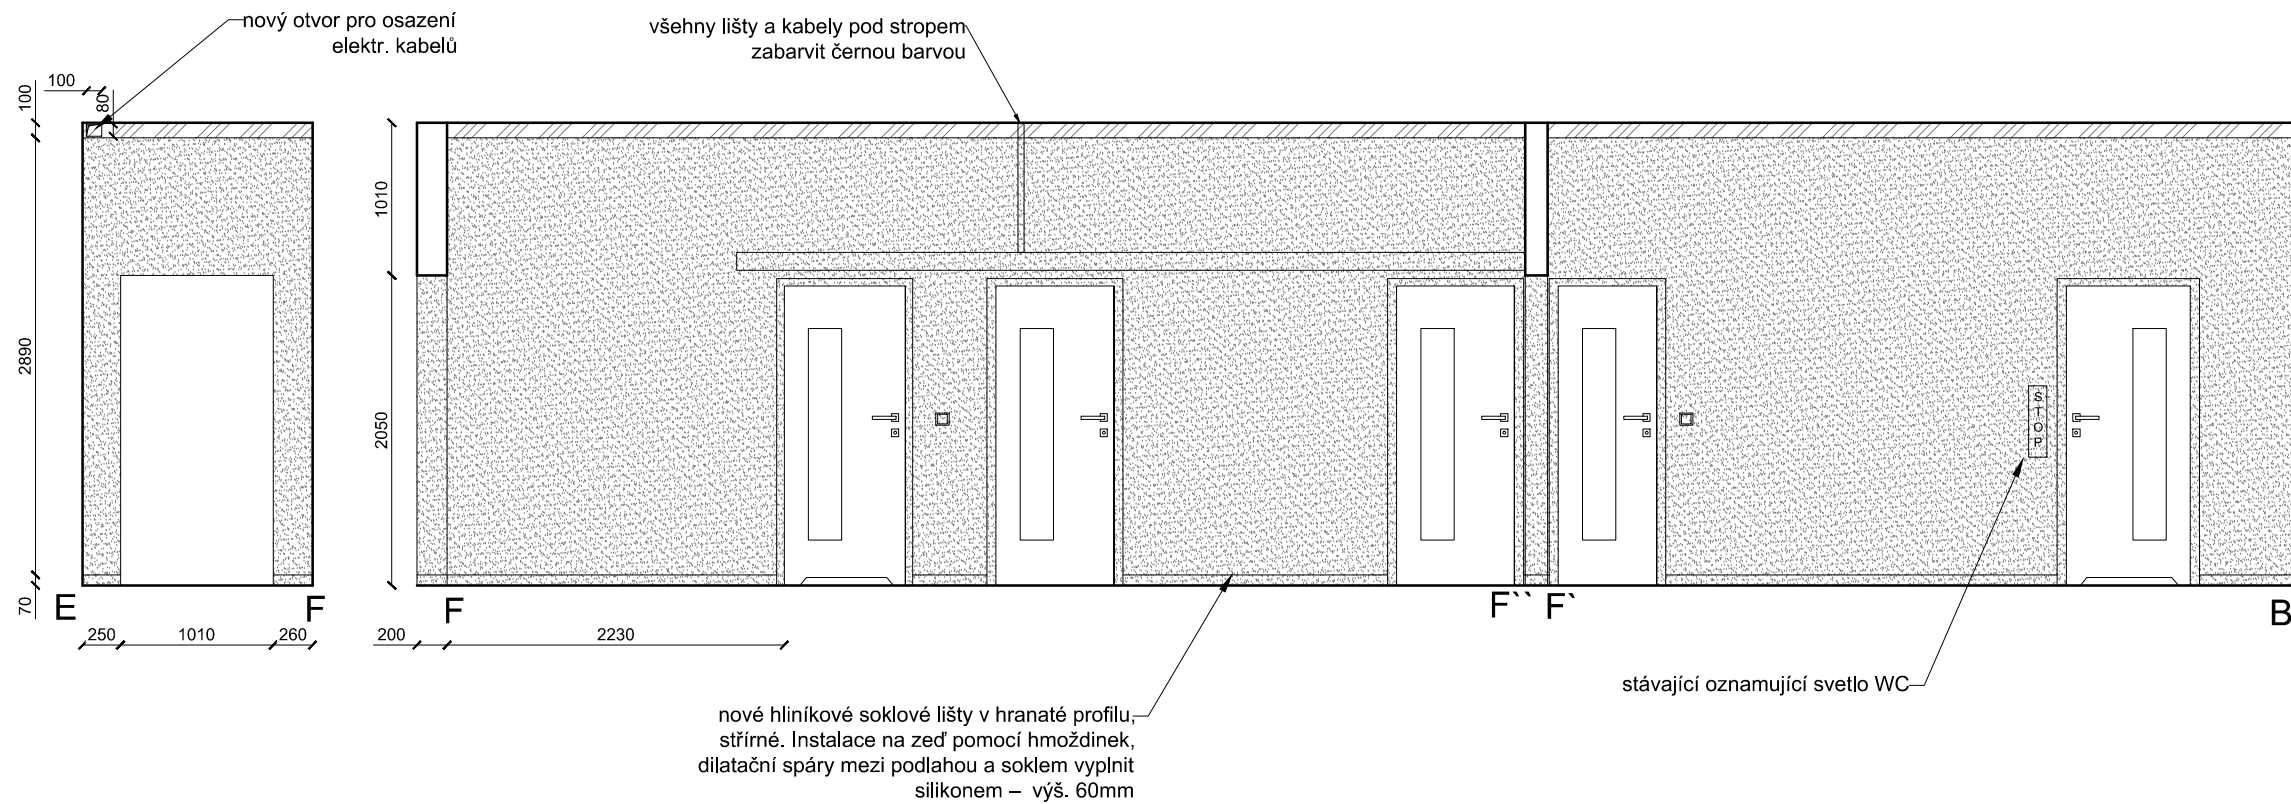 nový otvor pro osazení
elektr. kabelů
všehny lišty a kabely pod stropem
zabarvit černou barvou
100
100
80
1010
2890
2050
S
T
O
P
70
E
F
F
F``
F`
B
250
1010
260
200
2230
stávající oznamující svetlo WC
nové hliníkové soklové lišty v hranaté profilu,
střírné. Instalace na zeď pomocí hmoždinek,
dilatační spáry mezi podlahou a soklem vyplnit
silikonem – výš. 60mm